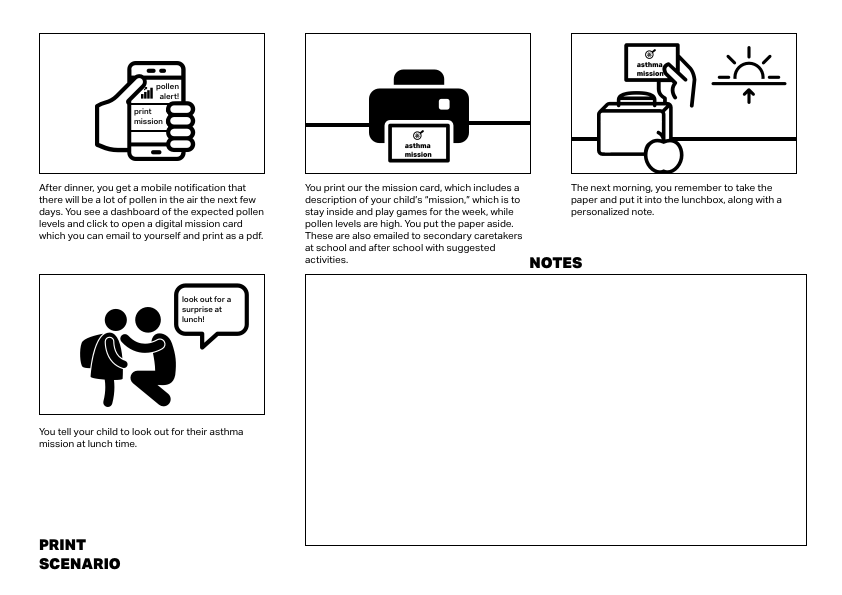 pollen
alert!
print
mission
asthma
mission
asthma
mission
After dinner, you get a mobile notification that
there will be a lot of pollen in the air the next few
days. You see a dashboard of the expected pollen
levels and click to open a digital mission card
which you can email to yourself and print as a pdf.
You print our the mission card, which includes a
description of your child's "mission," which is to
stay inside and play games for the week, while
pollen levels are high. You put the paper aside.
These are also emailed to secondary caretakers
at school and after school with suggested
activities.
The next morning, you remember to take the
paper and put it into the lunchbox, along with a
personalized note.
NOTES
look out for a
surprise at
lunch!
You tell your child to look out for their asthma
mission at lunch time.
PRINT
SCENARIO